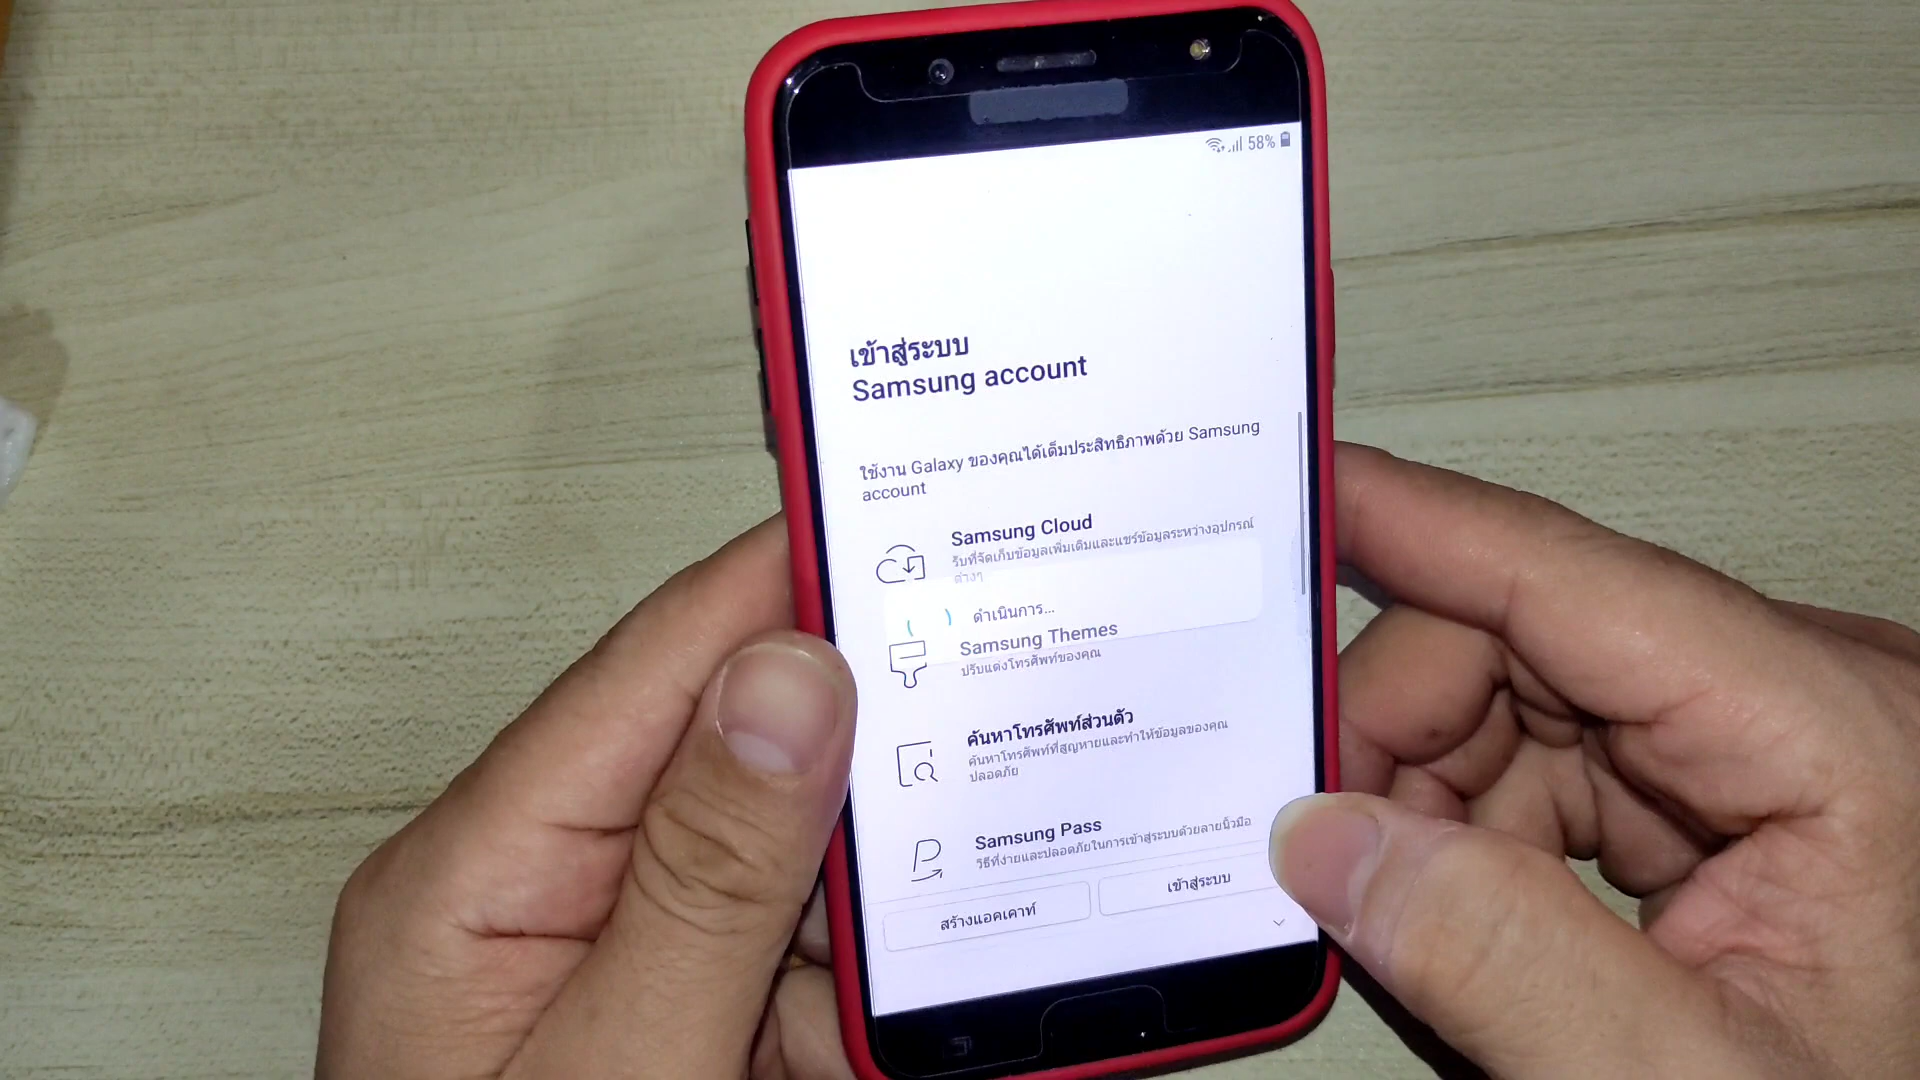 58%
เข้าสู่ระบบ
Samsung account
ใช้งาน Galaxy ของคุณได้เต็มประสิทธิภาพด้วย Samsung
account
Samsung Cloud
รับที่จัดเก็บข้อมูลเพิ่มเติมและแชร์ข้อมูลระหว่างอุปกรณ์
ต่างๆ
ดำเนินการ...
Samsung Themes
ปรับแต่งโทรศัพท์ของคุณ
ค้นหาโทรศัพท์ส่วนตัว
ค้นหาโทรศัพท์ที่สูญหายและทำให้ข้อมูลของคุณ
ปลอดภัย
Samsung Pass
วิธีที่ง่ายและปลอดภัยในการเข้าสู่ระบบด้วยลายนิ้วมือ
สร้างแอคเคาท์
เข้าสู่ระบบ